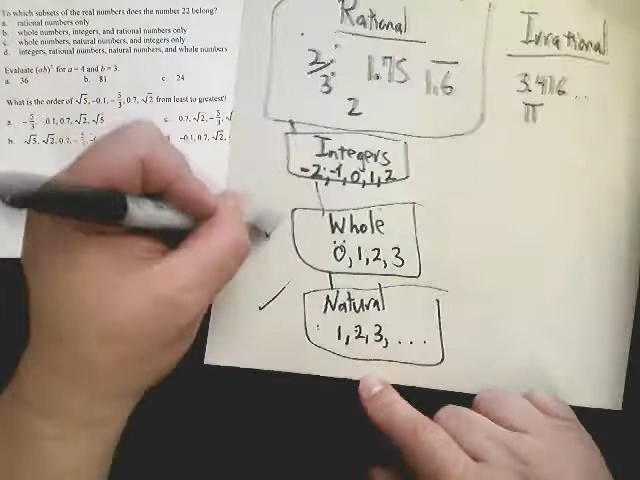 To which subsets of the real numbers does the number 22 belong?
a. rational numbers only
b. whole numbers, integers, and rational numbers only
c. whole numbers, natural numbers, and integers only
d. integers, rational numbers, natural numbers, and whole numbers
Evaluate (ab)² for a = 4 and b = 3.
a. 36 b. 81 c. 24
What is the order of √5, -0.1, -5/3, 0.7, √2 from least to greatest?
a. -5/3, -0.1, 0.7, √2, √5
c. 0.7, √2, -5/3,
b. √5, √2, 0.7,
-0.1, 0.7, √2,
Rational
2/3 1.75 1.6̅
2
Integers
-2,-1,0,1,2
Whole
0,1,2,3
Natural
1,2,3,...
Irrational
π